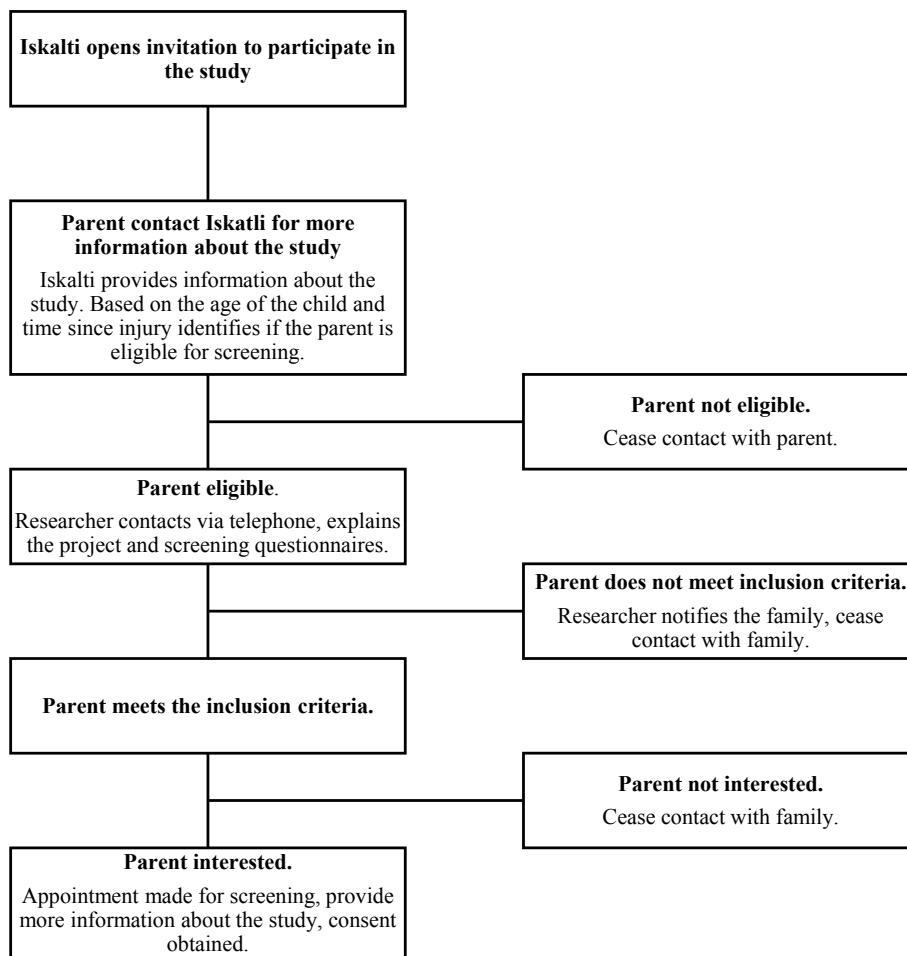 Iskalti opens invitation to participate in
the study
Parent contact Iskatli for more
information about the study
Iskalti provides information about the
study. Based on the age of the child and
time since injury identifies if the parent is
eligible for screening.
Parent not eligible.
Cease contact with parent.
Parent eligible.
Researcher contacts via telephone, explains
the project and screening questionnaires.
Parent does not meet inclusion criteria.
Researcher notifies the family, cease
contact with family.
Parent meets the inclusion criteria.
Parent not interested.
Cease contact with family.
Parent interested.
Appointment made for screening, provide
more information about the study, consent
obtained.